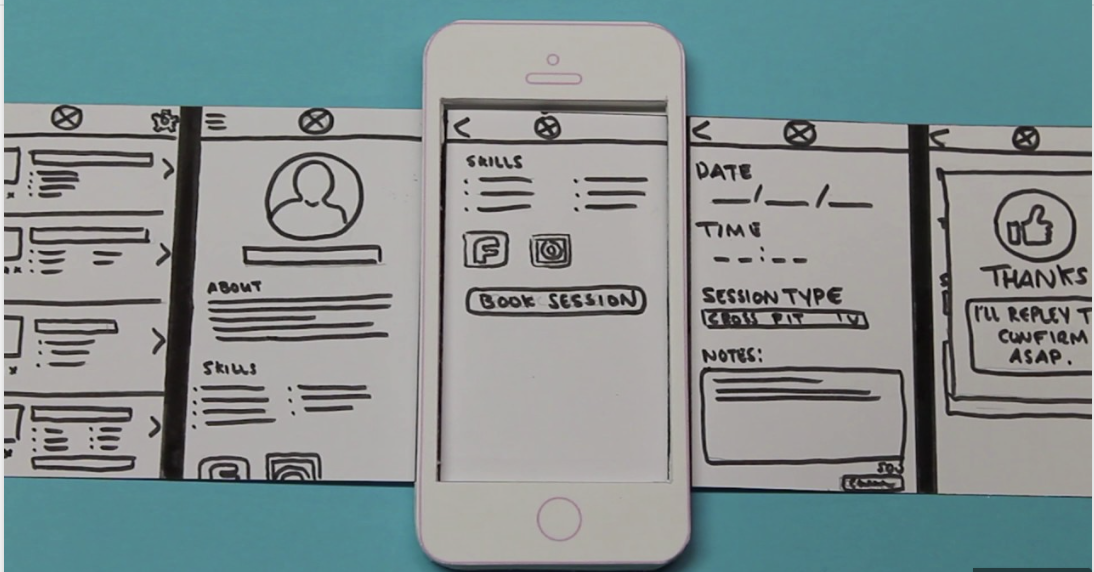 ABOUT
SKILLS
SKILLS
F
BOOK SESSION
DATE
__/__/__
TIME
--:--
SESSION TYPE
CROSS FIT
NOTES:
THANKS
I'LL REPLEY T
CONFIRM
ASAP.